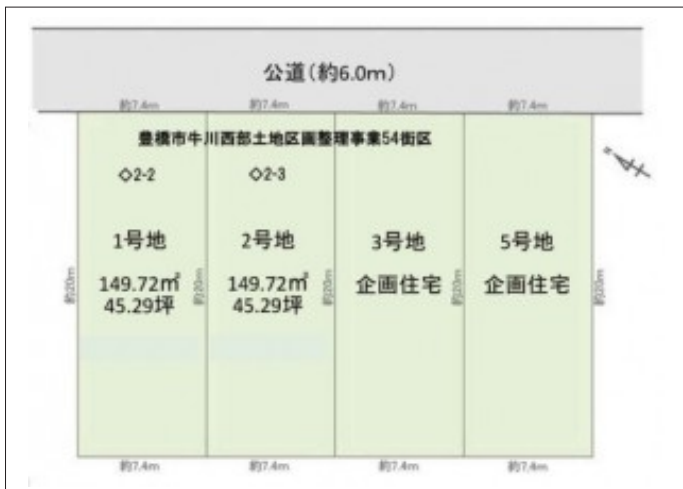 公道(約6.0m)
約7.4m 約7.4m 約7.4m 約7.4m
豊橋市牛川西部土地区画整理事業54街区
◇2-2 ◇2-3
1号地 2号地 3号地 5号地
149.72㎡ 149.72㎡ 企画住宅 企画住宅
45.29坪 45.29坪
約20m 約20m 約20m 約20m 約20m
約7.4m 約7.4m 約7.4m 約7.4m